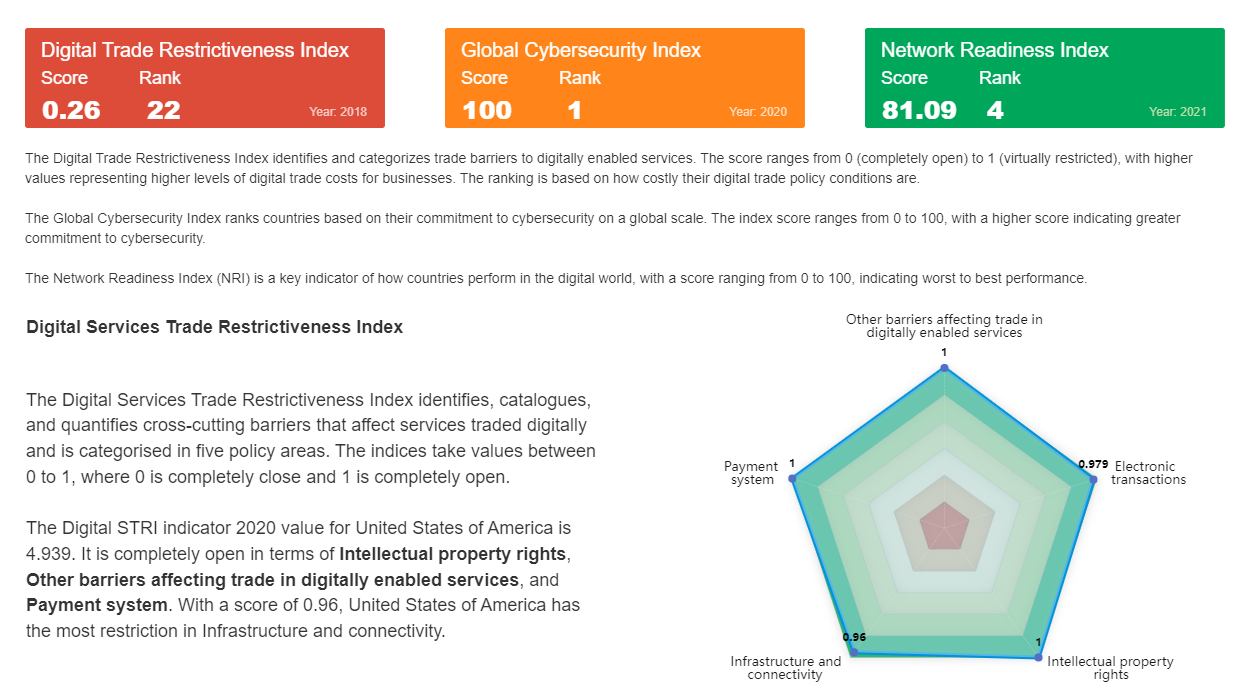 Digital Trade Restrictiveness Index
Score Rank
0.26 22 Year: 2018
Global Cybersecurity Index
Score Rank
100 1 Year: 2020
Network Readiness Index
Score Rank
81.09 4 Year: 2021
The Digital Trade Restrictiveness Index identifies and categorizes trade barriers to digitally enabled services. The score ranges from 0 (completely open) to 1 (virtually restricted), with higher
values representing higher levels of digital trade costs for businesses. The ranking is based on how costly their digital trade policy conditions are.
The Global Cybersecurity Index ranks countries based on their commitment to cybersecurity on a global scale. The index score ranges from 0 to 100, with a higher score indicating greater
commitment to cybersecurity.
The Network Readiness Index (NRI) is a key indicator of how countries perform in the digital world, with a score ranging from 0 to 100, indicating worst to best performance.
Digital Services Trade Restrictiveness Index
The Digital Services Trade Restrictiveness Index identifies, catalogues,
and quantifies cross-cutting barriers that affect services traded digitally
and is categorised in five policy areas. The indices take values between
0 to 1, where 0 is completely close and 1 is completely open.
The Digital STRI indicator 2020 value for United States of America is
4.939. It is completely open in terms of Intellectual property rights,
Other barriers affecting trade in digitally enabled services, and
Payment system. With a score of 0.96, United States of America has
the most restriction in Infrastructure and connectivity.
Other barriers affecting trade in
digitally enabled services
1
Payment
system
1
0.979
Electronic
transactions
0.96
Infrastructure and
connectivity
1
Intellectual property
rights